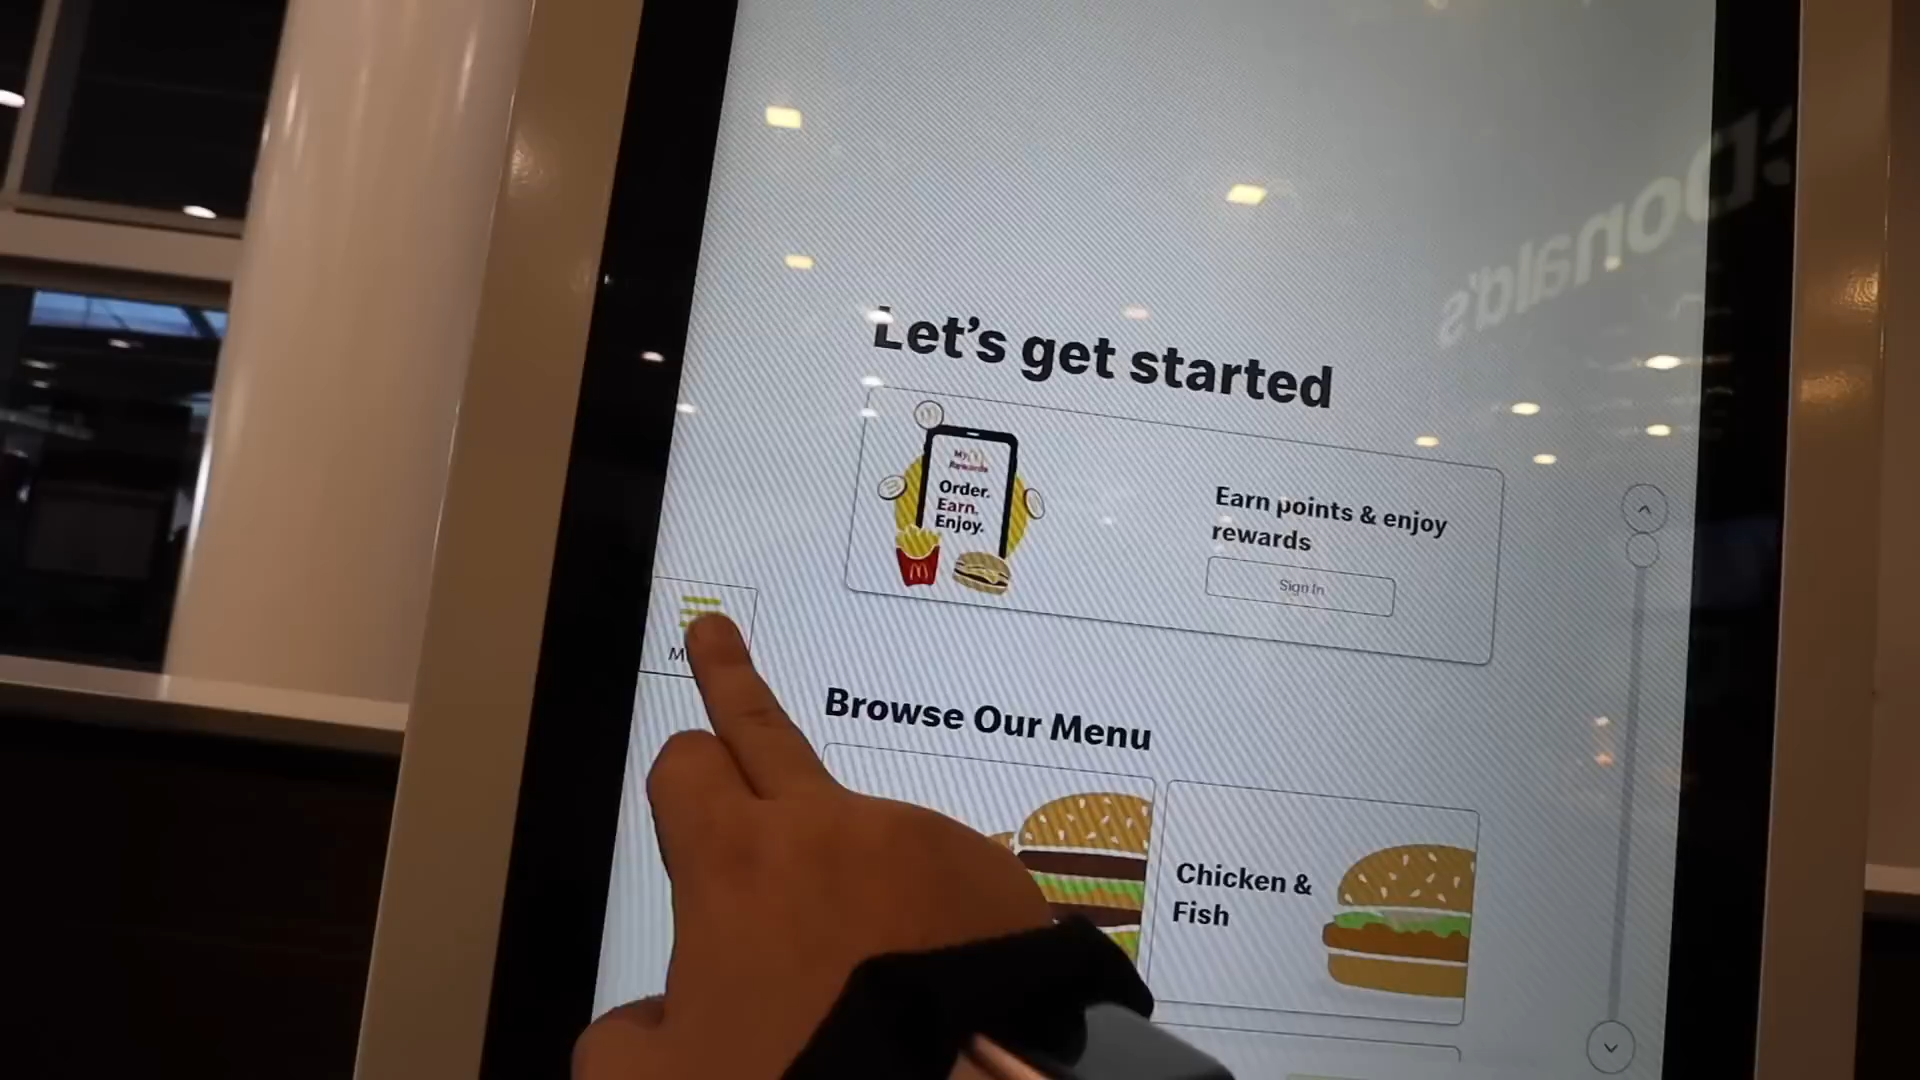 Donald's
Let's get started
My
Rewards
Order.
Earn.
Enjoy.
Earn points & enjoy
rewards
Sign In
Browse Our Menu
Chicken &
Fish